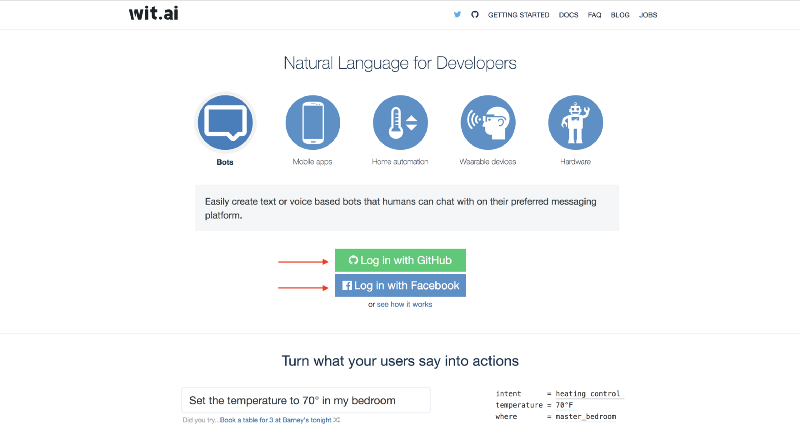 wit.ai
GETTING STARTED DOCS FAQ BLOG JOBS
Natural Language for Developers
Bots Mobile apps Home automation Wearable devices Hardware
Easily create text or voice based bots that humans can chat with on their preferred messaging
platform.
Log in with GitHub
Log in with Facebook
or see how it works
Turn what your users say into actions
Set the temperature to 70° in my bedroom
Did you try... Book a table for 3 at Barney's tonight
intent = heating control
temperature = 70°F
where = master_bedroom